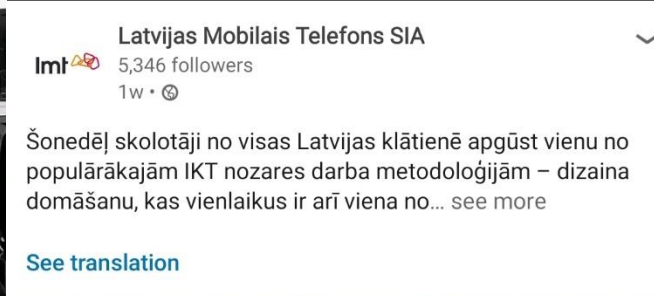 lmt
Latvijas Mobilais Telefons SIA
5,346 followers
1w •
Šonedēļ skolotāji no visas Latvijas klātienē apgūst vienu no
populārākajām IKT nozares darba metodoloģijām – dizaina
domāšanu, kas vienlaikus ir arī viena no... see more
See translation